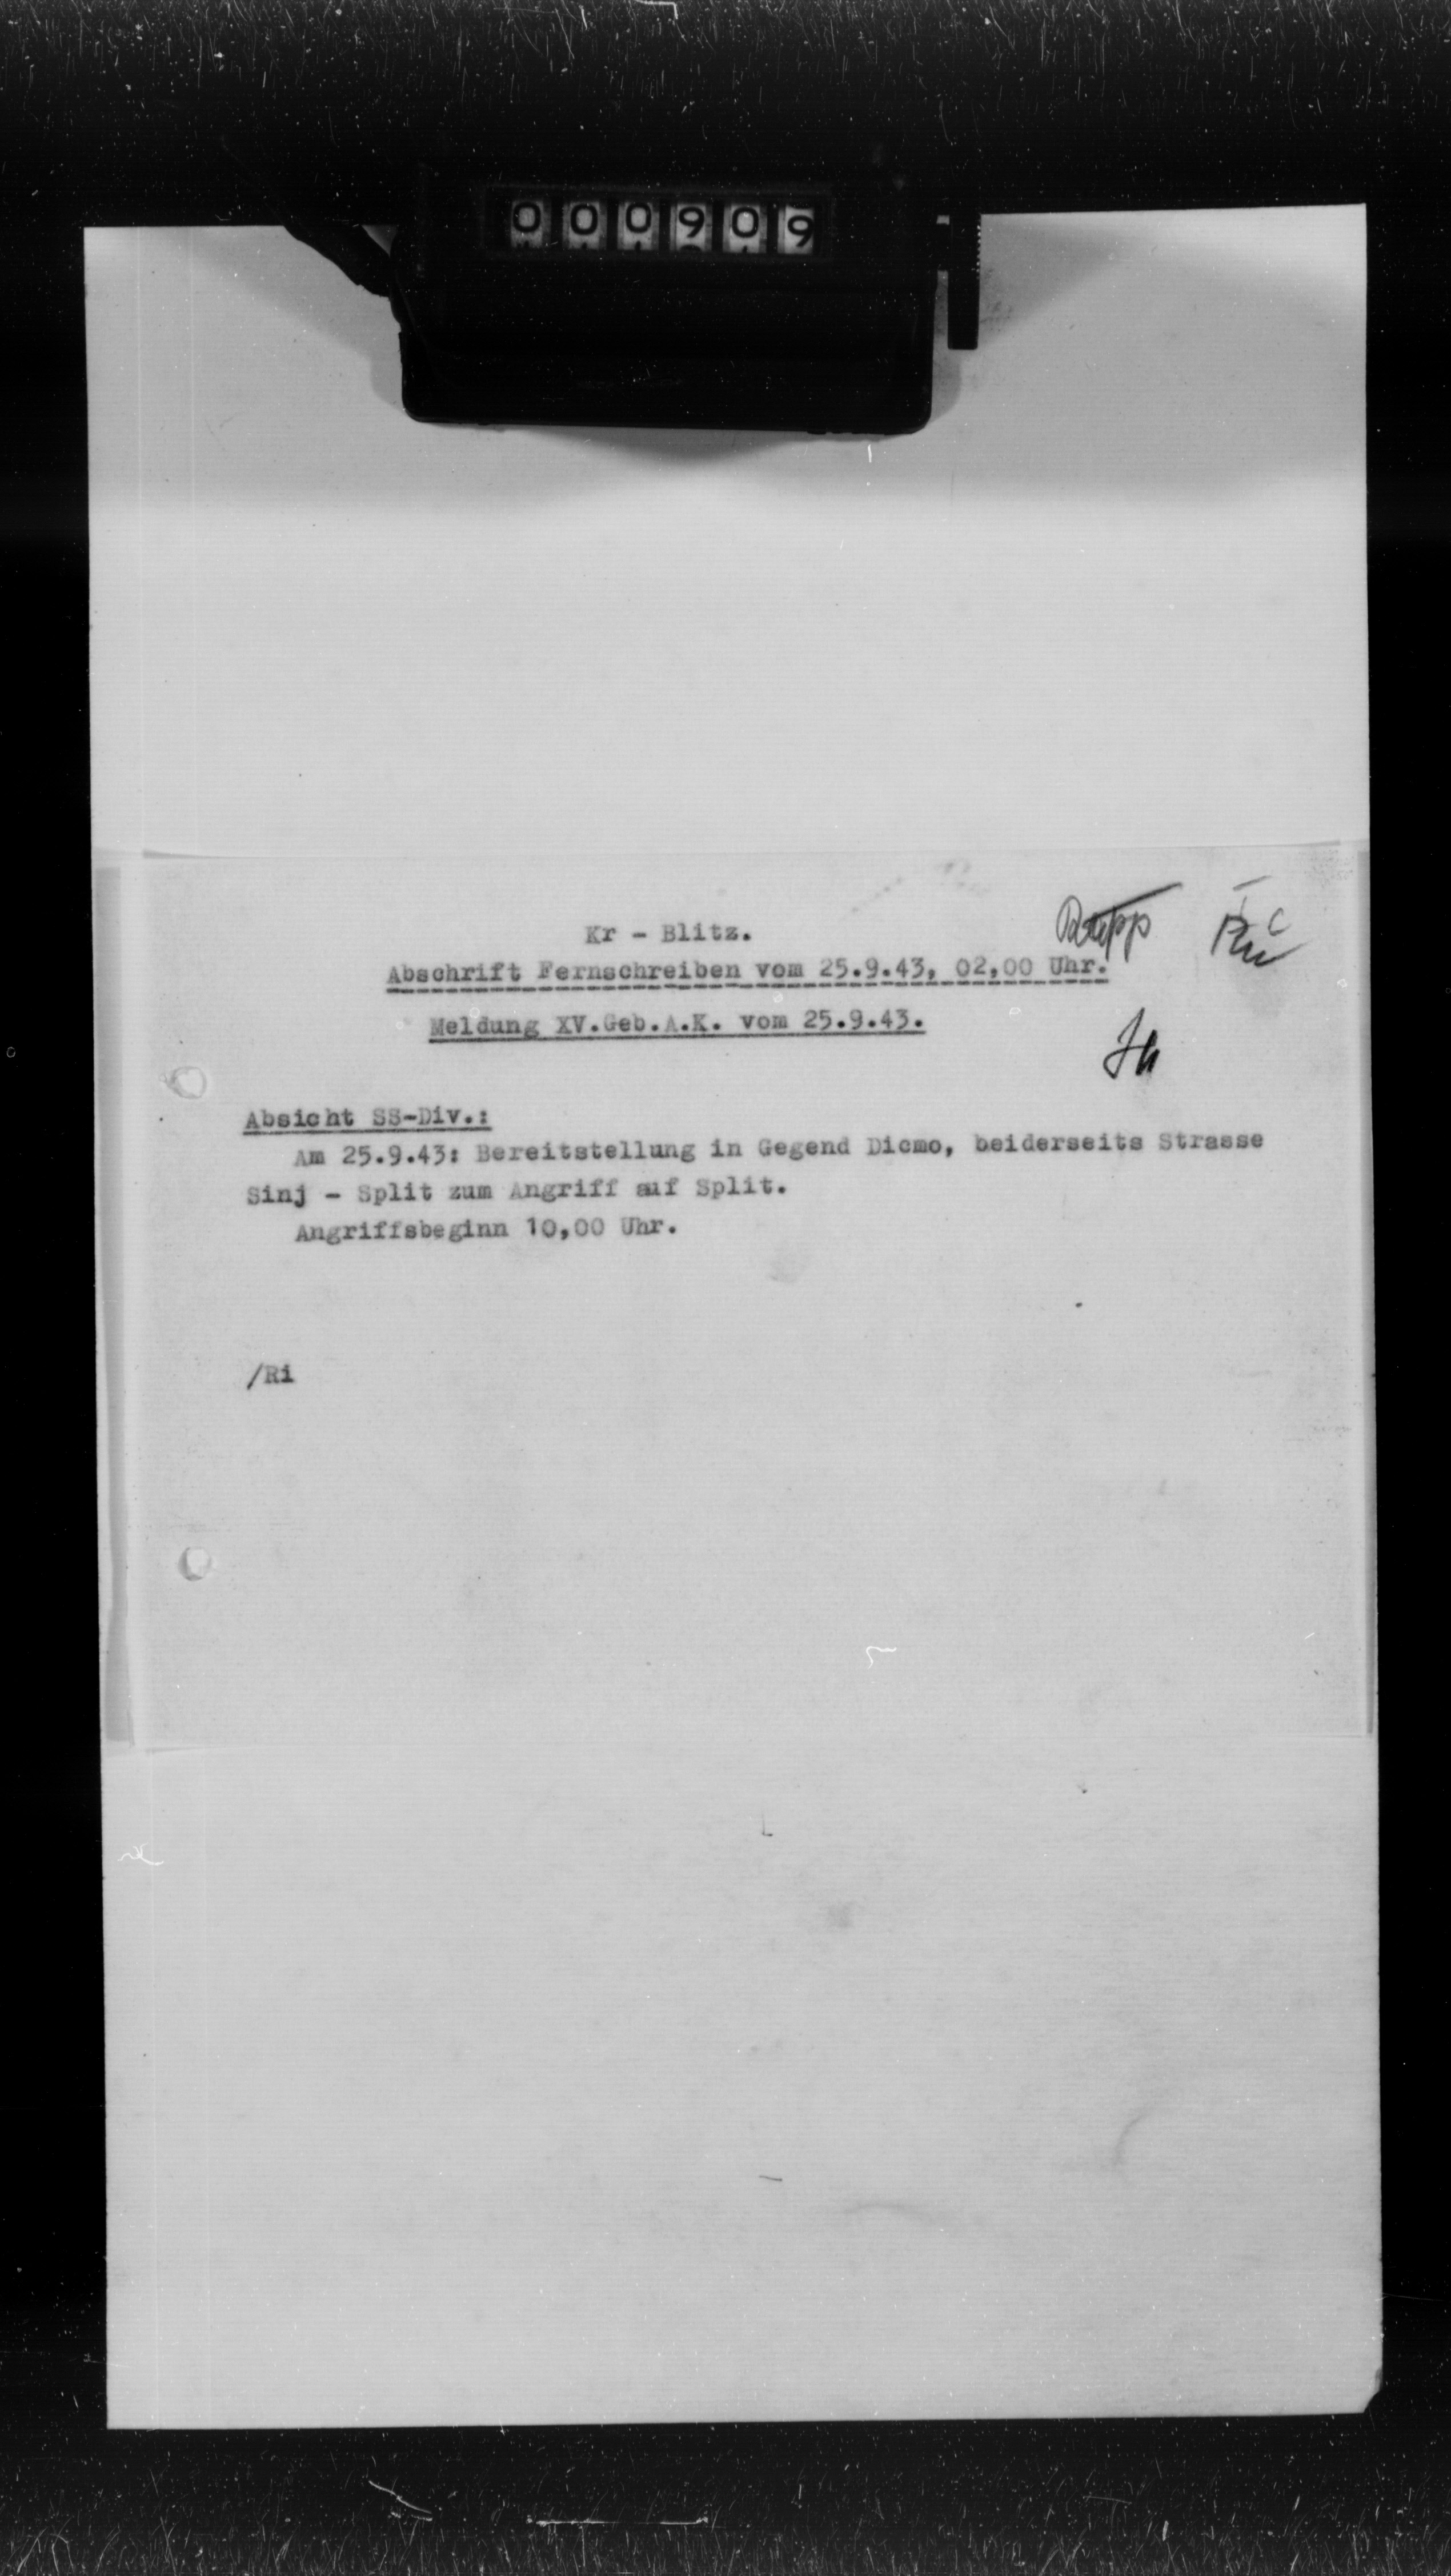 000909
Kr - Blitz.
Abschrift Fernschreiben vom 25.9.43, 02,00 Uhr.
Meldung XV.Geb.A.K. vom 25.9.43.
Absicht SS-Div.:
Am 25.9.43: Bereitstellung in Gegend Dicmo, beiderseits Strasse
Sinj - Split zum Angriff auf Split.
Angriffsbeginn 10,00 Uhr.
/Ri